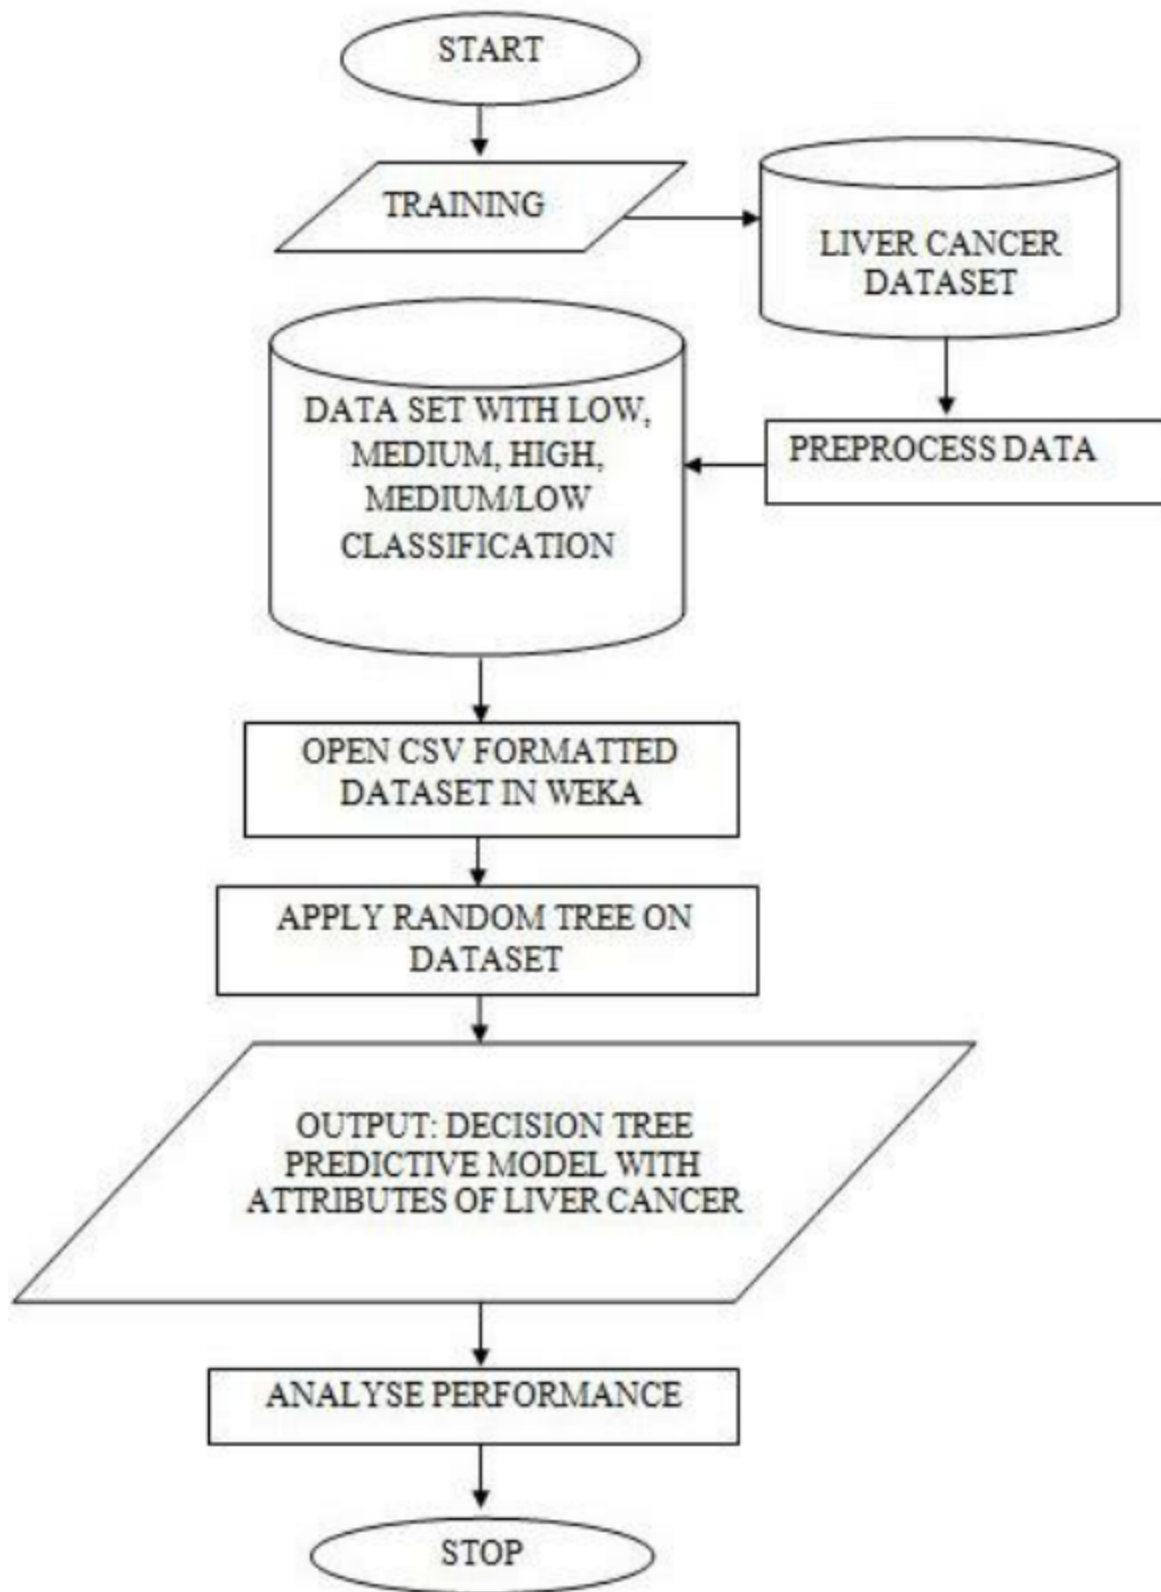 START
TRAINING
LIVER CANCER
DATASET
PREPROCESS DATA
DATA SET WITH LOW,
MEDIUM, HIGH,
MEDIUM/LOW
CLASSIFICATION
OPEN CSV FORMATTED
DATASET IN WEKA
APPLY RANDOM TREE ON
DATASET
OUTPUT: DECISION TREE
PREDICTIVE MODEL WITH
ATTRIBUTES OF LIVER CANCER
ANALYSE PERFORMANCE
STOP